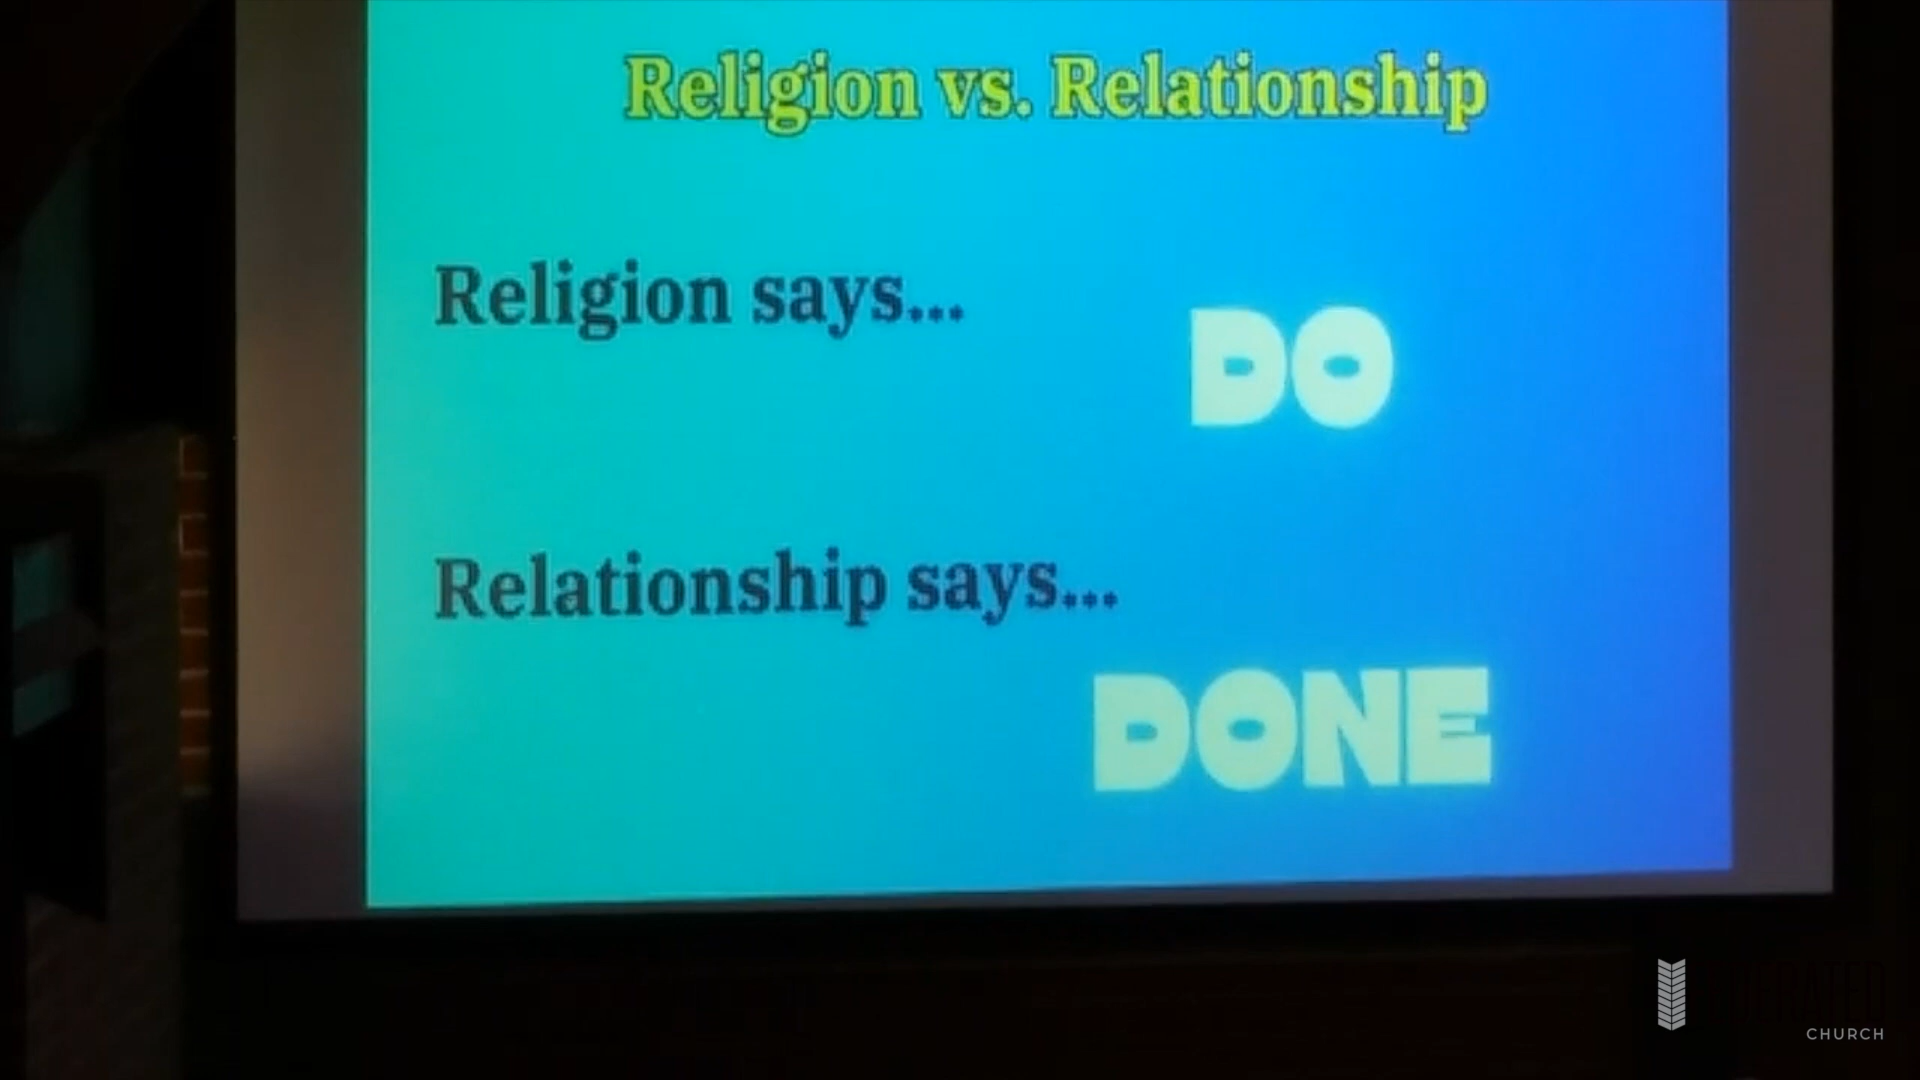 Religion vs. Relationship
Religion says...
DO
Relationship says...
DONE
CHURCH